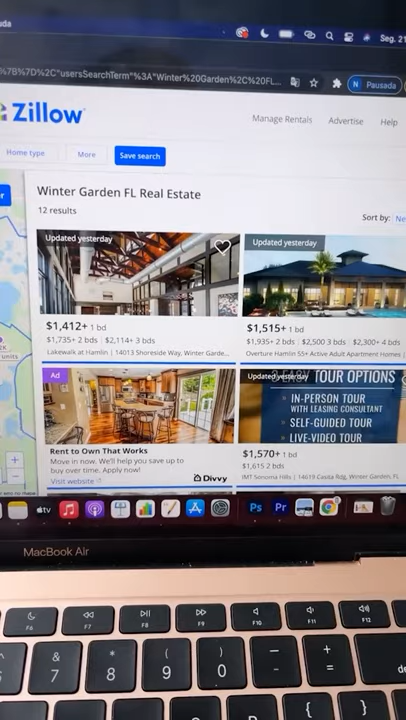 Seg. 21
%7B%7D%2C"usersSearchTerm"%3A"Winter%20Garden%2C%20FL...
N Pausada
Zillow
Manage Rentals Advertise Help
Home type More Save search
Winter Garden FL Real Estate
12 results
Sort by: Ne
Updated yesterday
$1,412+ 1 bd
$1,735+ 2 bds | $2,114+ 3 bds
Lakewalk at Hamlin | 14013 Shoreside Way, Winter Garde...
Updated yesterday
$1,515+ 1 bd
$1,935+ 2 bds | $2,500 3 bds | $2,300+ 4 bds
Overture Hamlin 55+ Active Adult Apartment Homes |
units
Ad
Rent to Own That Works
Move in now. We'll help you save up to
buy over time. Apply now!
Visit website
Divvy
Updated yesterday
TOUR OPTIONS
IN-PERSON TOUR
WITH LEASING CONSULTANT
SELF-GUIDED TOUR
LIVE-VIDEO TOUR
$1,570+ 1 bd
$1,615 2 bds
IMT Sonoma Hills | 14619 Casita Rdg, Winter Garden, FL
tv
Ps
Pr
MacBook Air
F6 F7 F8 F9 F10 F11 F12
& 7 * 8 ( 9 ) 0 — - + =
de
P { [ } ]